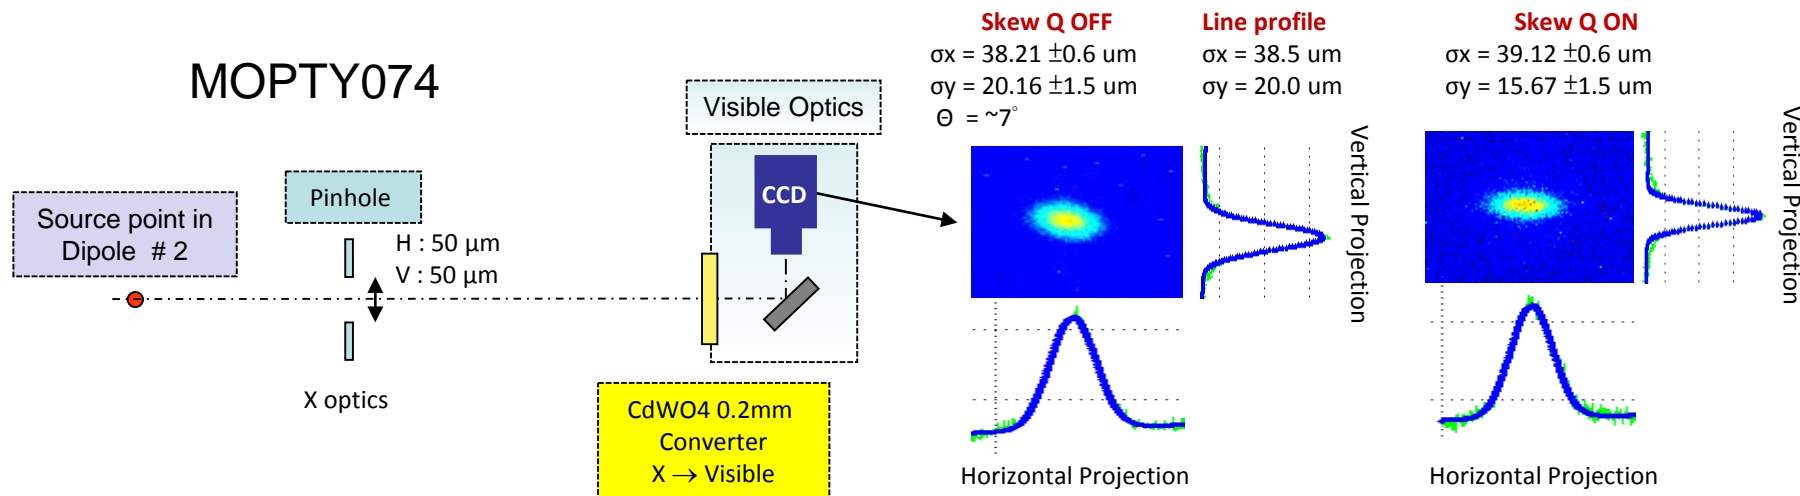 MOPTY074
Source point in
Dipole # 2
Pinhole
H : 50 µm
V : 50 µm
X optics
Visible Optics
CCD
CdWO4 0.2mm
Converter
X → Visible
Skew Q OFF
σx = 38.21 ±0.6 um
σy = 20.16 ±1.5 um
Θ = ~7°
Line profile
σx = 38.5 um
σy = 20.0 um
Vertical Projection
Horizontal Projection
Skew Q ON
σx = 39.12 ±0.6 um
σy = 15.67 ±1.5 um
Vertical Projection
Horizontal Projection